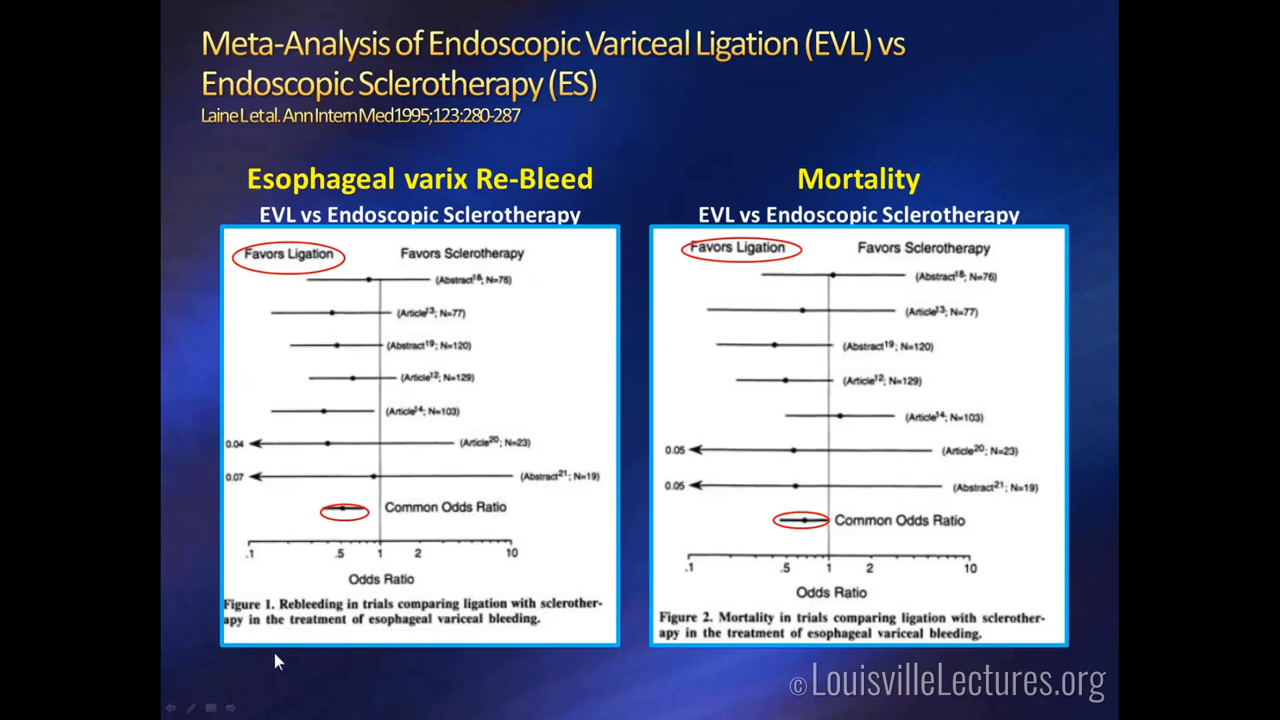 Meta-Analysis of Endoscopic Variceal Ligation (EVL) vs
Endoscopic Sclerotherapy (ES)
Laine L et al. Ann Intern Med 1995;123:280-287
Esophageal varix Re-Bleed
EVL vs Endoscopic Sclerotherapy
Favors Ligation Favors Sclerotherapy
(Abstract18; N=76)
(Article13; N=77)
(Abstract19; N=120)
(Article12; N=129)
(Article14; N=103)
0.04 (Article20; N=23)
0.07 (Abstract21; N=19)
Common Odds Ratio
.1 .5 1 2 10
Odds Ratio
Figure 1. Rebleeding in trials comparing ligation with sclerother-
apy in the treatment of esophageal variceal bleeding.
Mortality
EVL vs Endoscopic Sclerotherapy
Favors Ligation Favors Sclerotherapy
(Abstract18; N=76)
(Article13; N=77)
(Abstract19; N=120)
(Article12; N=129)
(Article14; N=103)
0.05 (Article20; N=23)
0.05 (Abstract21; N=19)
Common Odds Ratio
.1 .5 1 2 10
Odds Ratio
Figure 2. Mortality in trials comparing ligation with sclerother-
apy in the treatment of esophageal variceal bleeding.
© LouisvilleLectures.org